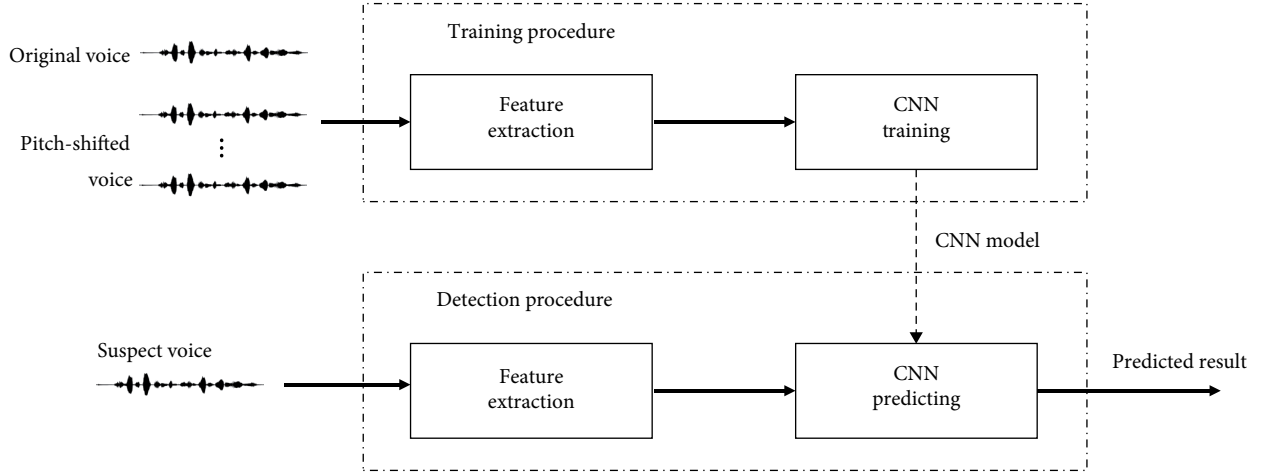 Training procedure
Original voice
Feature
extraction
CNN
training
Pitch-shifted
voice
CNN model
Detection procedure
Suspect voice
Feature
extraction
CNN
predicting
Predicted result